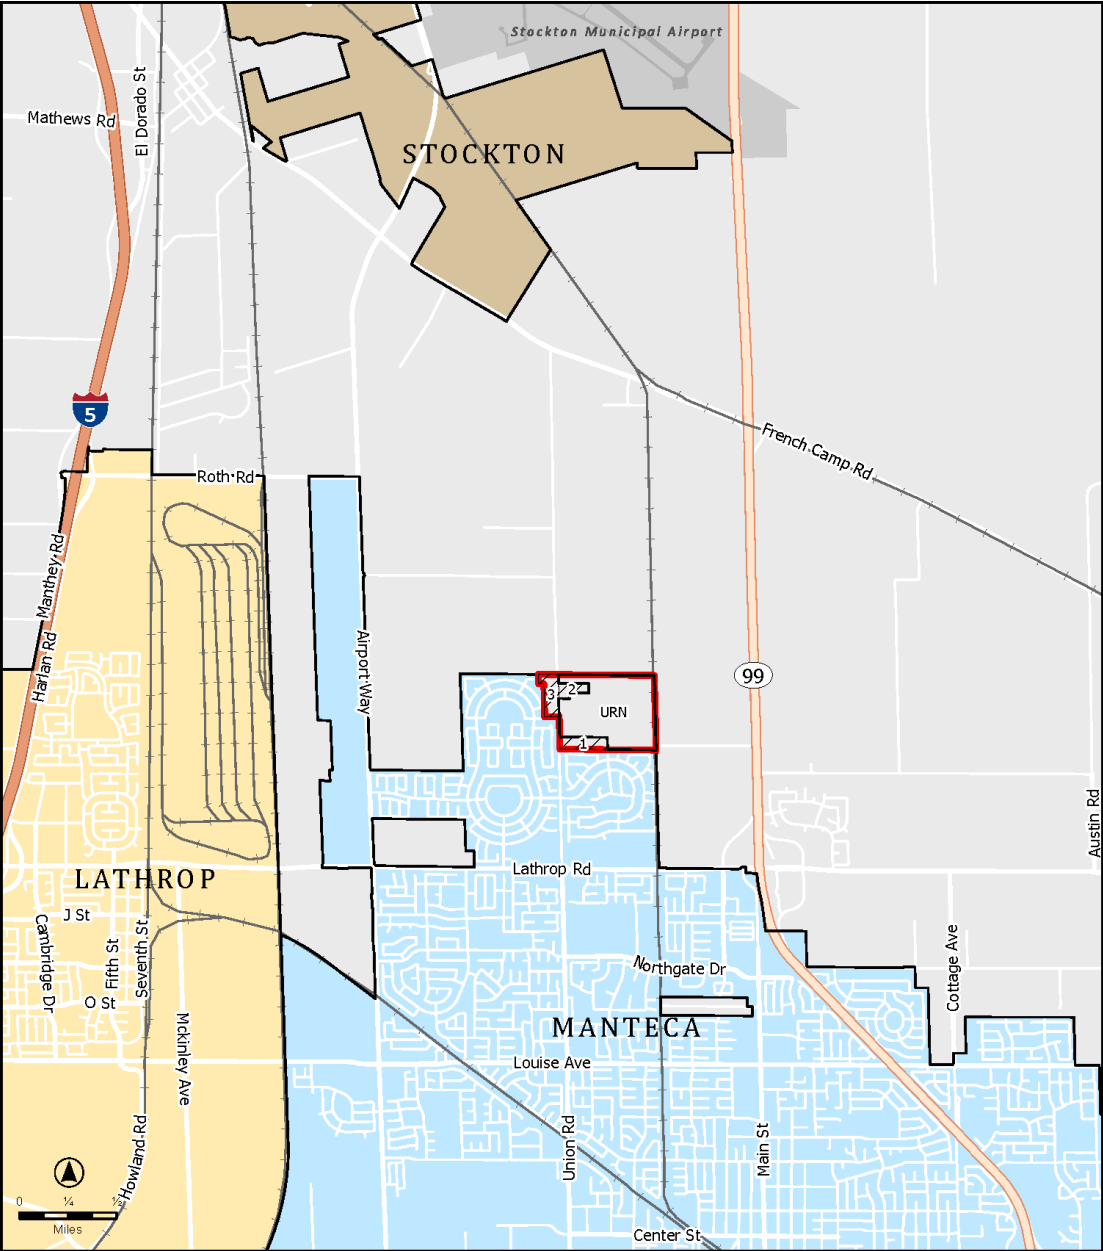 Stockton Municipal Airport
El Dorado St
Mathews Rd
STOCKTON
5
French Camp Rd
Roth Rd
Manthey Rd
Harlan Rd
Airport Way
99
3
2
URN
1
Austin Rd
Lathrop Rd
LATHROP
J St
Cambridge Dr
Fifth St
Seventh St
O St
Northgate Dr
Cottage Ave
MANTECA
Mckinley Ave
Louise Ave
Howland Rd
Union Rd
Main St
0 ¼ ½
Miles
Center St